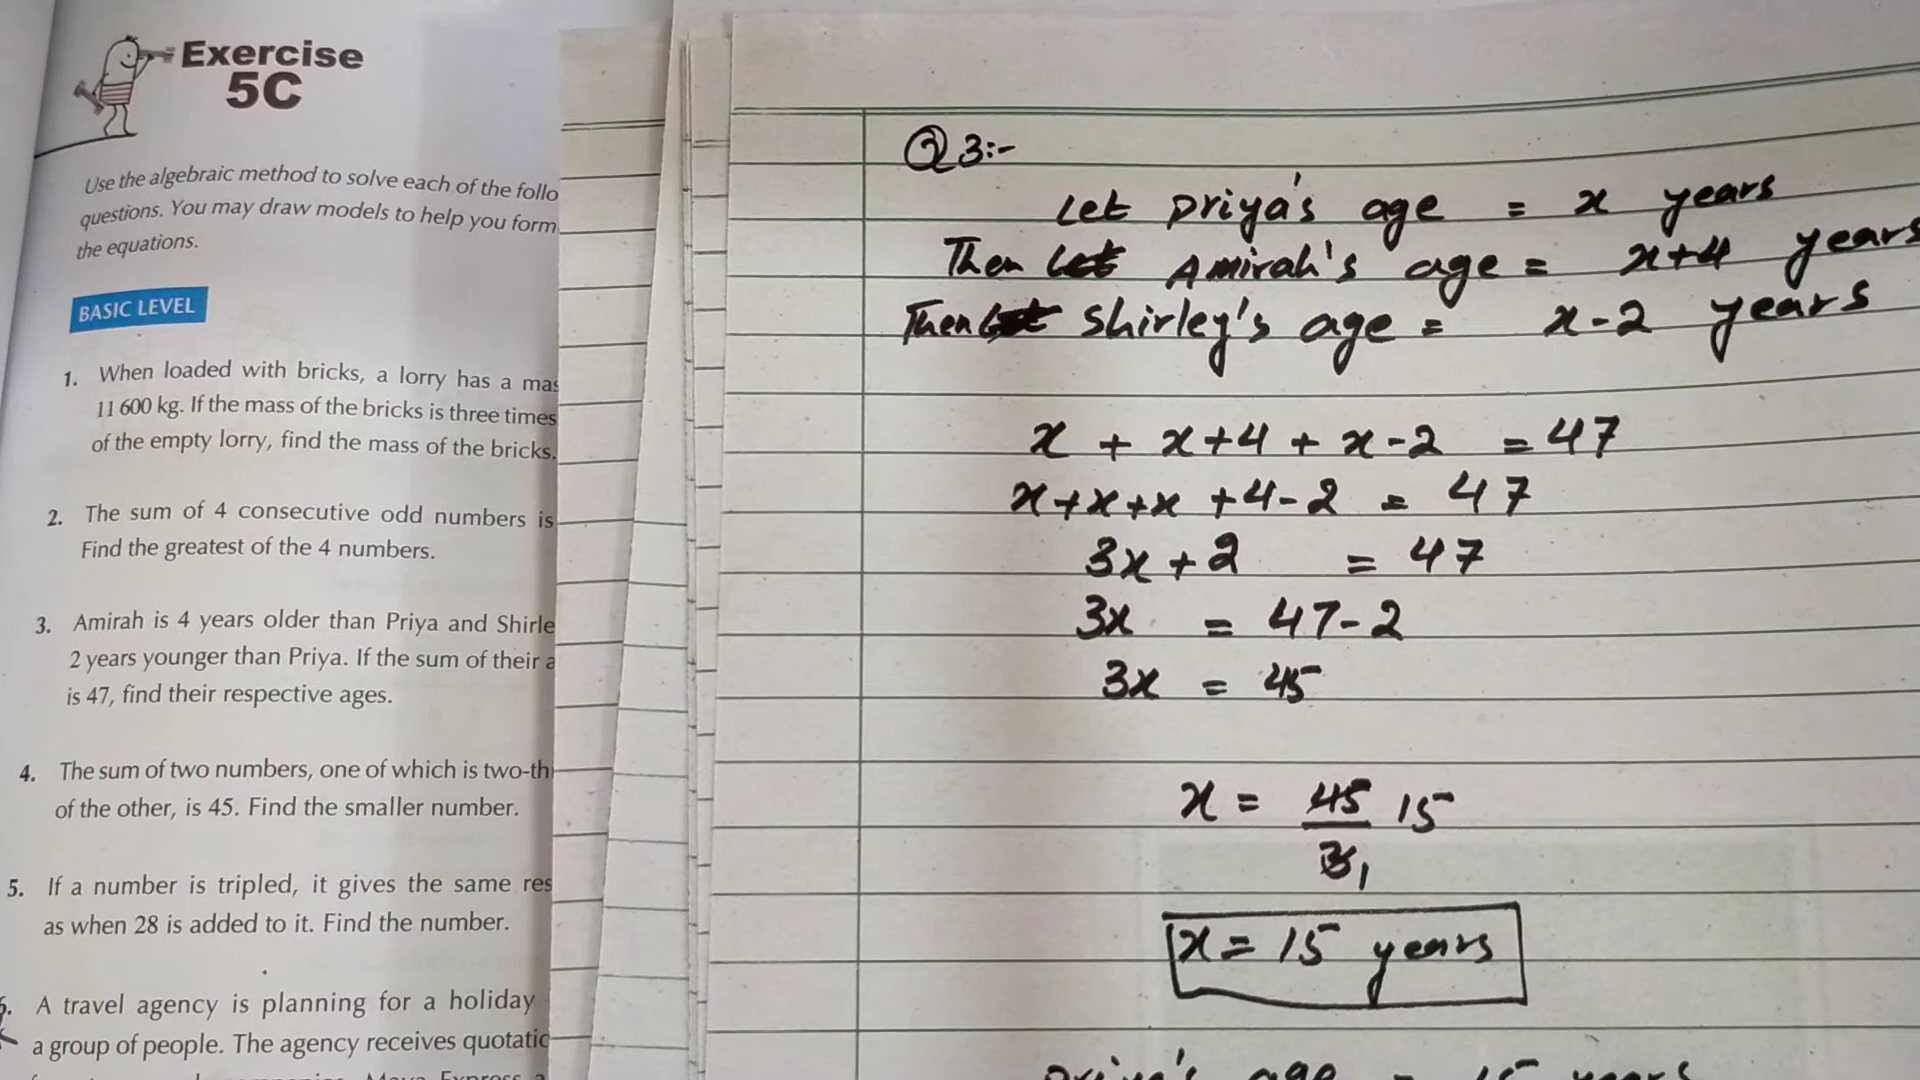 Exercise
5C
Use the algebraic method to solve each of the follo
questions. You may draw models to help you form
the equations.
BASIC LEVEL
1. When loaded with bricks, a lorry has a mas
11 600 kg. If the mass of the bricks is three times
of the empty lorry, find the mass of the bricks.
2. The sum of 4 consecutive odd numbers is
Find the greatest of the 4 numbers.
3. Amirah is 4 years older than Priya and Shirle
2 years younger than Priya. If the sum of their a
is 47, find their respective ages.
4. The sum of two numbers, one of which is two-th
of the other, is 45. Find the smaller number.
5. If a number is tripled, it gives the same res
as when 28 is added to it. Find the number.
6. A travel agency is planning for a holiday
a group of people. The agency receives quotatio
Q 3:-
Let Priya's age = x years
Then Let Amirah's age = x+4 years
Then Let Shirley's age = x-2 years
x + x+4 + x-2 = 47
x+x+x +4-2 = 47
3x+2 = 47
3x = 47-2
3x = 45
x = 45/3 15 1
x = 15 years
Priya's age = 15 years